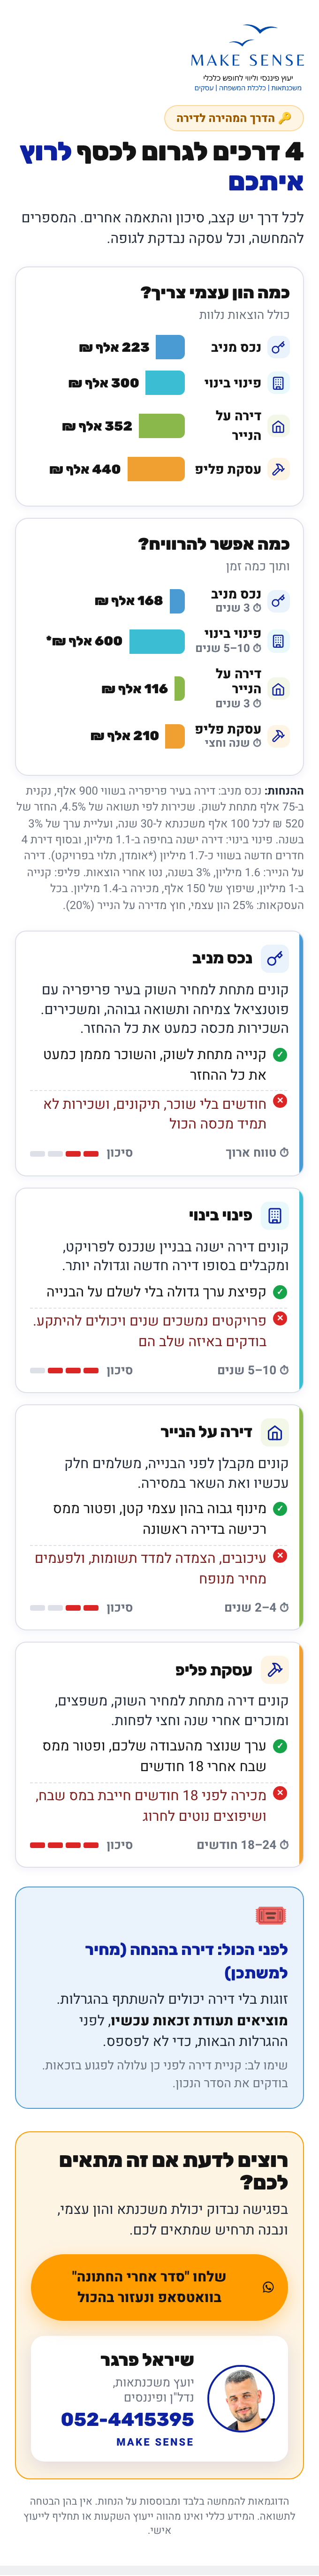 MAKE SENSE
יעוץ פיננסי וליווי לחופש כלכלי
משכנתאות | כלכלת המשפחה | עסקים
🔑 הדרך המהירה לדירה
4 דרכים לגרום לכסף לרוץ
איתכם
לכל דרך יש קצב, סיכון והתאמה אחרים. המספרים
להמחשה, וכל עסקה נבדקת לגופה.
כמה הון עצמי צריך?
כולל הוצאות נלוות
נכס מניב 223 אלף ₪
פינוי בינוי 300 אלף ₪
דירה על
הנייר 352 אלף ₪
עסקת פליפ 440 אלף ₪
כמה אפשר להרוויח?
ותוך כמה זמן
נכס מניב 168 אלף ₪
⏱ 3 שנים
פינוי בינוי 600 אלף ₪*
⏱ 5–10 שנים
דירה על
הנייר 116 אלף ₪
⏱ 3 שנים
עסקת פליפ 210 אלף ₪
⏱ שנה וחצי
ההנחות: נכס מניב: דירה בעיר פריפריה בשווי 900 אלף, נקנית
ב-75 אלף מתחת לשוק. שכירות לפי תשואה של 4.5%, החזר של
520 ₪ לכל 100 אלף משכנתא ל-30 שנה, ועליית ערך של 3%
בשנה. פינוי בינוי: דירה ישנה בחיפה ב-1.1 מיליון, ובסוף דירת 4
חדרים חדשה בשווי כ-1.7 מיליון (*אומדן, תלוי בפרויקט). דירה
על הנייר: 1.6 מיליון, 3% בשנה, נטו אחרי הוצאות. פליפ: קנייה
ב-1 מיליון, שיפוץ של 150 אלף, מכירה ב-1.4 מיליון. בכל
העסקאות: 25% הון עצמי, חוץ מדירה על הנייר (20%).
נכס מניב
קונים מתחת למחיר השוק בעיר פריפריה עם
פוטנציאל צמיחה ותשואה גבוהה, ומשכירים.
השכירות מכסה כמעט את כל ההחזר.
קנייה מתחת לשוק, והשוכר מממן כמעט
את כל ההחזר
חודשים בלי שוכר, תיקונים, ושכירות לא
תמיד מכסה הכול
⏱ טווח ארוך סיכון
פינוי בינוי
קונים דירה ישנה בבניין שנכנס לפרויקט,
ומקבלים בסופו דירה חדשה וגדולה יותר.
קפיצת ערך גדולה בלי לשלם על הבנייה
פרויקטים נמשכים שנים ויכולים להיתקע.
בודקים באיזה שלב הם
⏱ 5–10 שנים סיכון
דירה על הנייר
קונים מקבלן לפני הבנייה, משלמים חלק
עכשיו ואת השאר במסירה.
מינוף גבוה בהון עצמי קטן, ופטור ממס
רכישה בדירה ראשונה
עיכובים, הצמדה למדד תשומות, ולפעמים
מחיר מנופח
⏱ 2–4 שנים סיכון
עסקת פליפ
קונים דירה מתחת למחיר השוק, משפצים,
ומוכרים אחרי שנה וחצי לפחות.
ערך שנוצר מהעבודה שלכם, ופטור ממס
שבח אחרי 18 חודשים
מכירה לפני 18 חודשים חייבת במס שבח,
ושיפוצים נוטים לחרוג
⏱ 18–24 חודשים סיכון
לפני הכול: דירה בהנחה (מחיר
למשתכן)
זוגות בלי דירה יכולים להשתתף בהגרלות.
מוציאים תעודת זכאות עכשיו, לפני
ההגרלות הבאות, כדי לא לפספס.
שימו לב: קניית דירה לפני כן עלולה לפגוע בזכאות.
בודקים את הסדר הנכון.
רוצים לדעת אם זה מתאים
לכם?
בפגישה נבדוק יכולת משכנתא והון עצמי,
ונבנה תרחיש שמתאים לכם.
שלחו "סדר אחרי החתונה"
בוואטסאפ ונעזור בהכול
שיראל פרגר
יועץ משכנתאות,
נדל"ן ופיננסים
052-4415395
MAKE SENSE
הדוגמאות להמחשה בלבד ומבוססות על הנחות. אין בהן הבטחה
לתשואה. המידע כללי ואינו מהווה ייעוץ השקעות או תחליף לייעוץ
אישי.